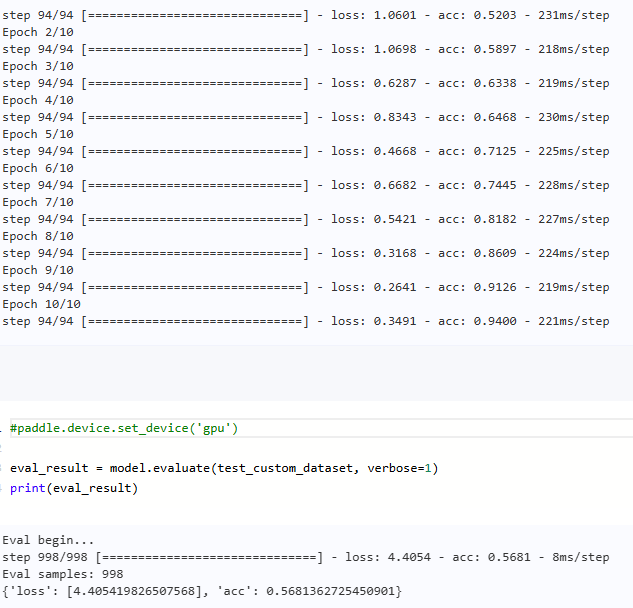 step 94/94 [==============================] - loss: 1.0601 - acc: 0.5203 - 231ms/step
Epoch 2/10
step 94/94 [==============================] - loss: 1.0698 - acc: 0.5897 - 218ms/step
Epoch 3/10
step 94/94 [==============================] - loss: 0.6287 - acc: 0.6338 - 219ms/step
Epoch 4/10
step 94/94 [==============================] - loss: 0.8343 - acc: 0.6468 - 230ms/step
Epoch 5/10
step 94/94 [==============================] - loss: 0.4668 - acc: 0.7125 - 225ms/step
Epoch 6/10
step 94/94 [==============================] - loss: 0.6682 - acc: 0.7445 - 228ms/step
Epoch 7/10
step 94/94 [==============================] - loss: 0.5421 - acc: 0.8182 - 227ms/step
Epoch 8/10
step 94/94 [==============================] - loss: 0.3168 - acc: 0.8609 - 224ms/step
Epoch 9/10
step 94/94 [==============================] - loss: 0.2641 - acc: 0.9126 - 219ms/step
Epoch 10/10
step 94/94 [==============================] - loss: 0.3491 - acc: 0.9400 - 221ms/step
#paddle.device.set_device('gpu')
eval_result = model.evaluate(test_custom_dataset, verbose=1)
print(eval_result)
Eval begin...
step 998/998 [==============================] - loss: 4.4054 - acc: 0.5681 - 8ms/step
Eval samples: 998
{'loss': [4.405419826507568], 'acc': 0.5681362725450901}